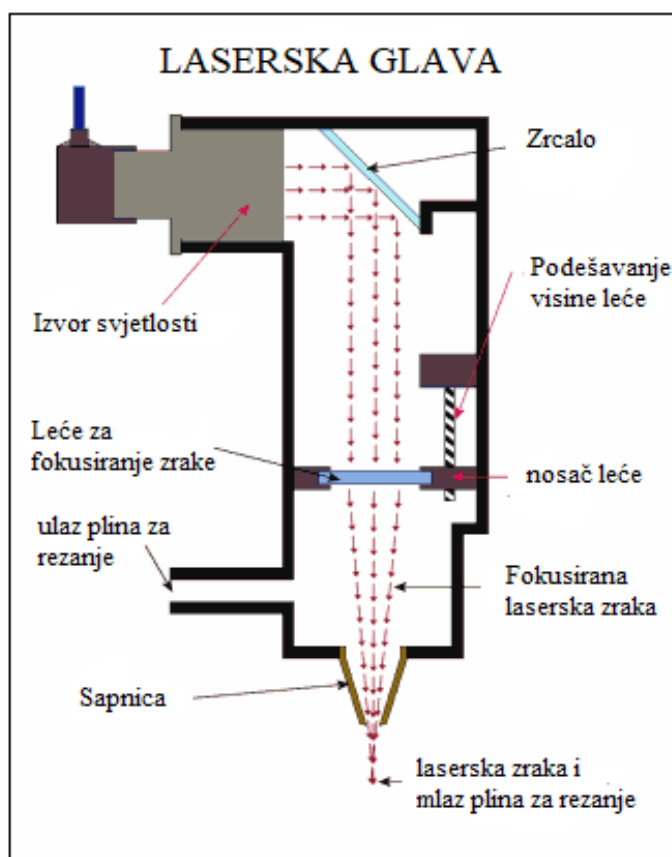 LASERSKA GLAVA
Zrcalo
Podešavanje
visine leće
Izvor svjetlosti
Leće za
fokusiranje zrake
nosač leće
ulaz plina za
rezanje
Fokusirana
laserska zraka
Sapnica
laserska zraka i
mlaz plina za rezanje